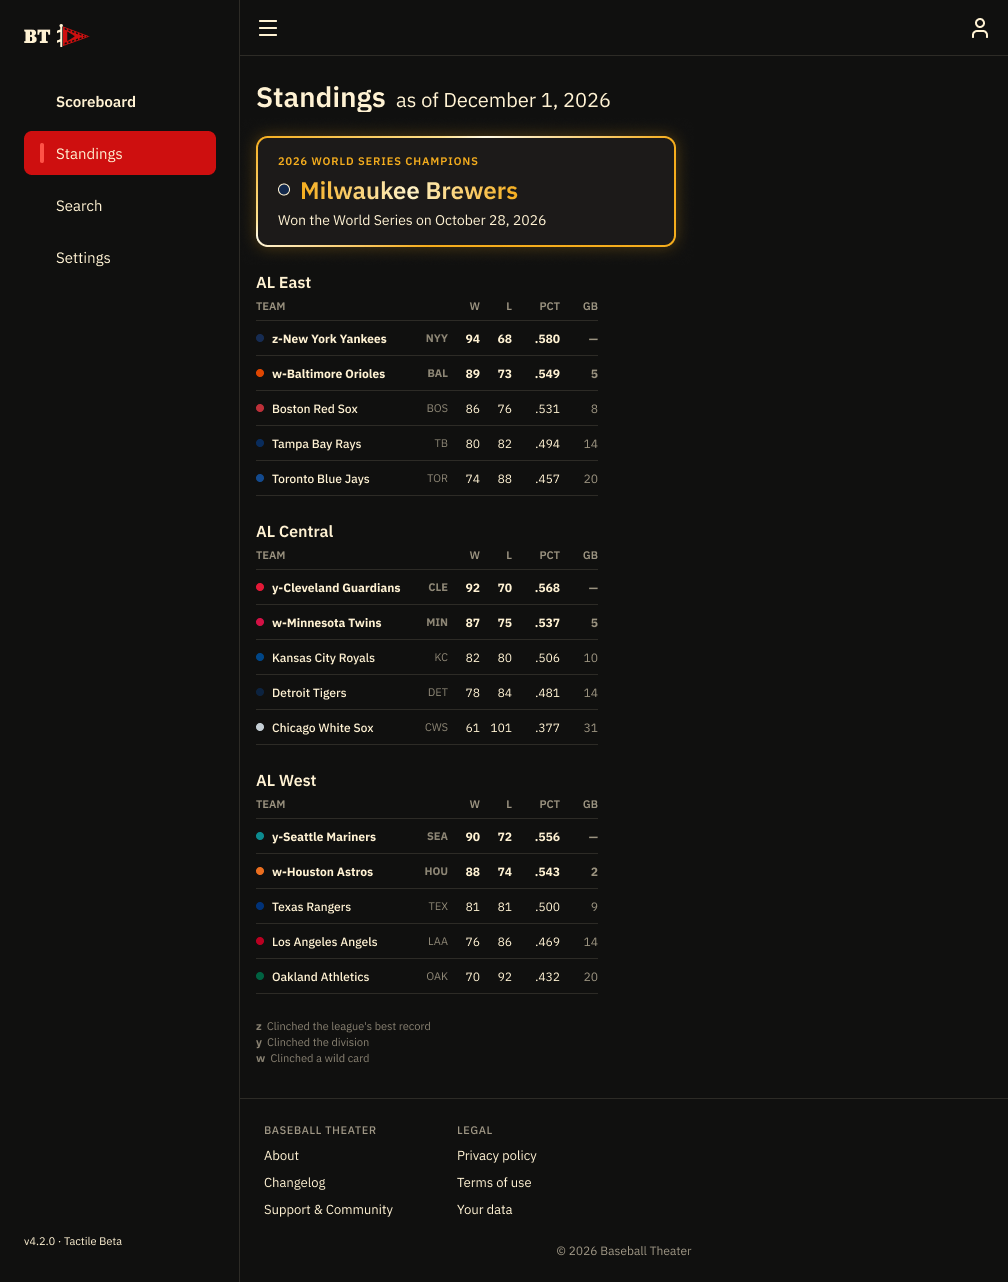 BT
Scoreboard
Standings
Search
Settings
v4.2.0 · Tactile Beta
Standings as of December 1, 2026
2026 WORLD SERIES CHAMPIONS
Milwaukee Brewers
Won the World Series on October 28, 2026
AL East
TEAM W L PCT GB
z-New York Yankees NYY 94 68 .580 —
w-Baltimore Orioles BAL 89 73 .549 5
Boston Red Sox BOS 86 76 .531 8
Tampa Bay Rays TB 80 82 .494 14
Toronto Blue Jays TOR 74 88 .457 20
AL Central
TEAM W L PCT GB
y-Cleveland Guardians CLE 92 70 .568 —
w-Minnesota Twins MIN 87 75 .537 5
Kansas City Royals KC 82 80 .506 10
Detroit Tigers DET 78 84 .481 14
Chicago White Sox CWS 61 101 .377 31
AL West
TEAM W L PCT GB
y-Seattle Mariners SEA 90 72 .556 —
w-Houston Astros HOU 88 74 .543 2
Texas Rangers TEX 81 81 .500 9
Los Angeles Angels LAA 76 86 .469 14
Oakland Athletics OAK 70 92 .432 20
z Clinched the league's best record
y Clinched the division
w Clinched a wild card
BASEBALL THEATER
About
Changelog
Support & Community
LEGAL
Privacy policy
Terms of use
Your data
© 2026 Baseball Theater